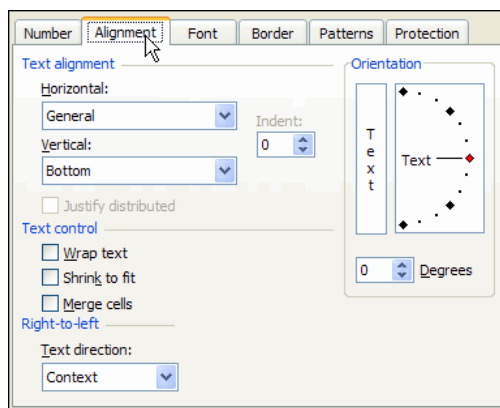 Number Alignment Font Border Patterns Protection
Text alignment
Horizontal:
General
Indent:
0
Vertical:
Bottom
Justify distributed
Text control
Wrap text
Shrink to fit
Merge cells
Right-to-left
Text direction:
Context
Orientation
Text
Text
0 Degrees